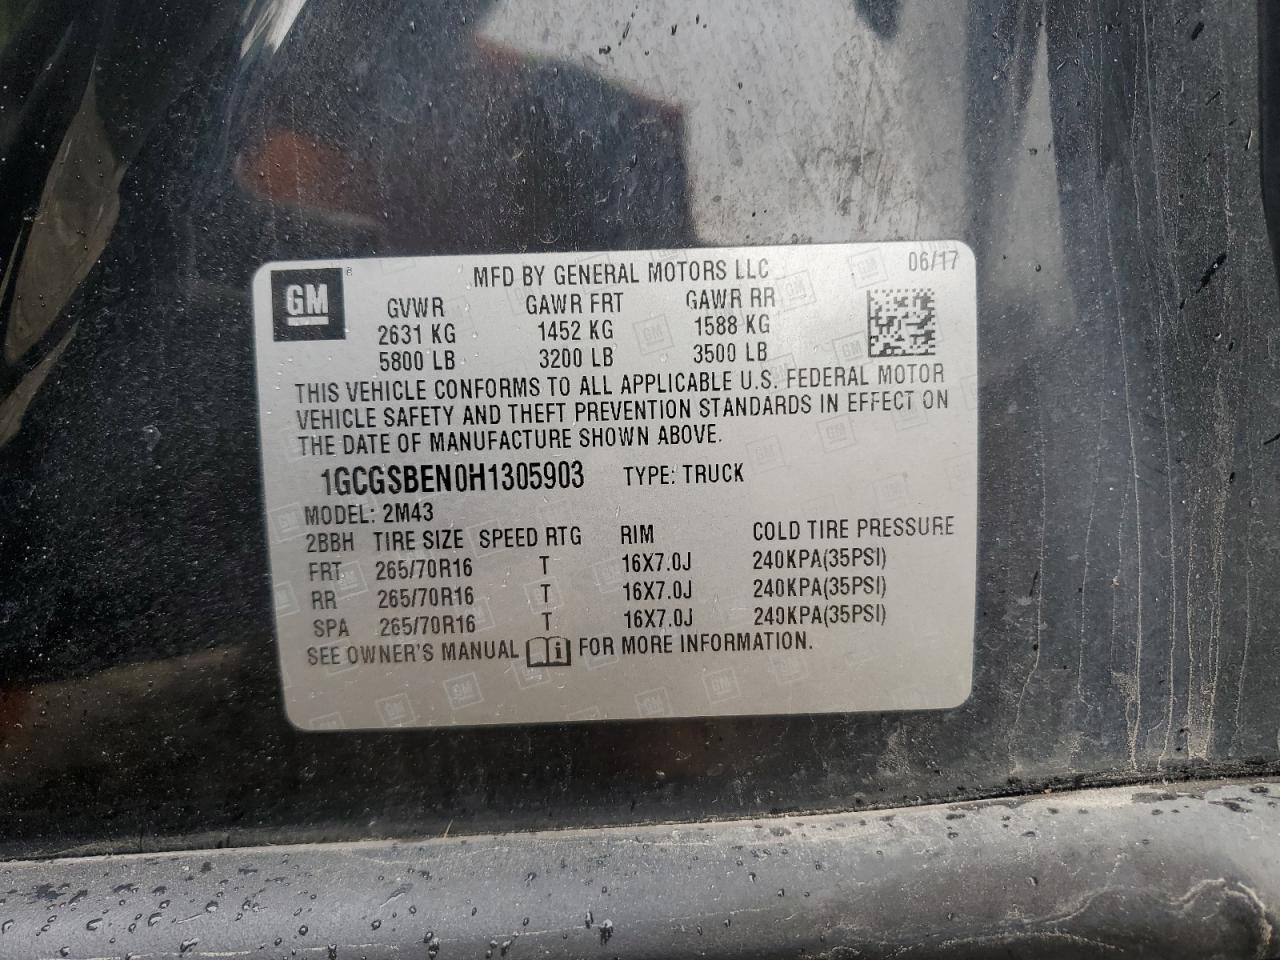 GM ® MFD BY GENERAL MOTORS LLC 06/17
GVWR GAWR FRT GAWR RR
2631 KG 1452 KG 1588 KG
5800 LB 3200 LB 3500 LB
THIS VEHICLE CONFORMS TO ALL APPLICABLE U.S. FEDERAL MOTOR
VEHICLE SAFETY AND THEFT PREVENTION STANDARDS IN EFFECT ON
THE DATE OF MANUFACTURE SHOWN ABOVE.
1GCGSBEN0H1305903 TYPE: TRUCK
MODEL: 2M43
2BBH TIRE SIZE SPEED RTG RIM COLD TIRE PRESSURE
FRT 265/70R16 T 16X7.0J 240KPA(35PSI)
RR 265/70R16 T 16X7.0J 240KPA(35PSI)
SPA 265/70R16 T 16X7.0J 240KPA(35PSI)
SEE OWNER'S MANUAL i FOR MORE INFORMATION.